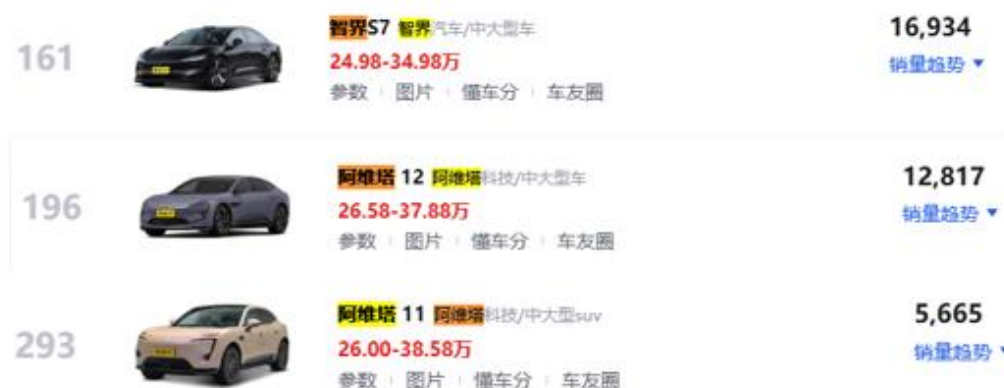 161
智界S7 智界汽车/中大型车
16,934
24.98-34.98万
销量趋势
参数 图片 懂车分 车友圈
196
阿维塔 12 阿维塔科技/中大型车
12,817
26.58-37.88万
销量趋势
参数 图片 懂车分 车友圈
293
阿维塔 11 阿维塔科技/中大型suv
5,665
26.00-38.58万
销量趋势
参数 图片 懂车分 车友圈